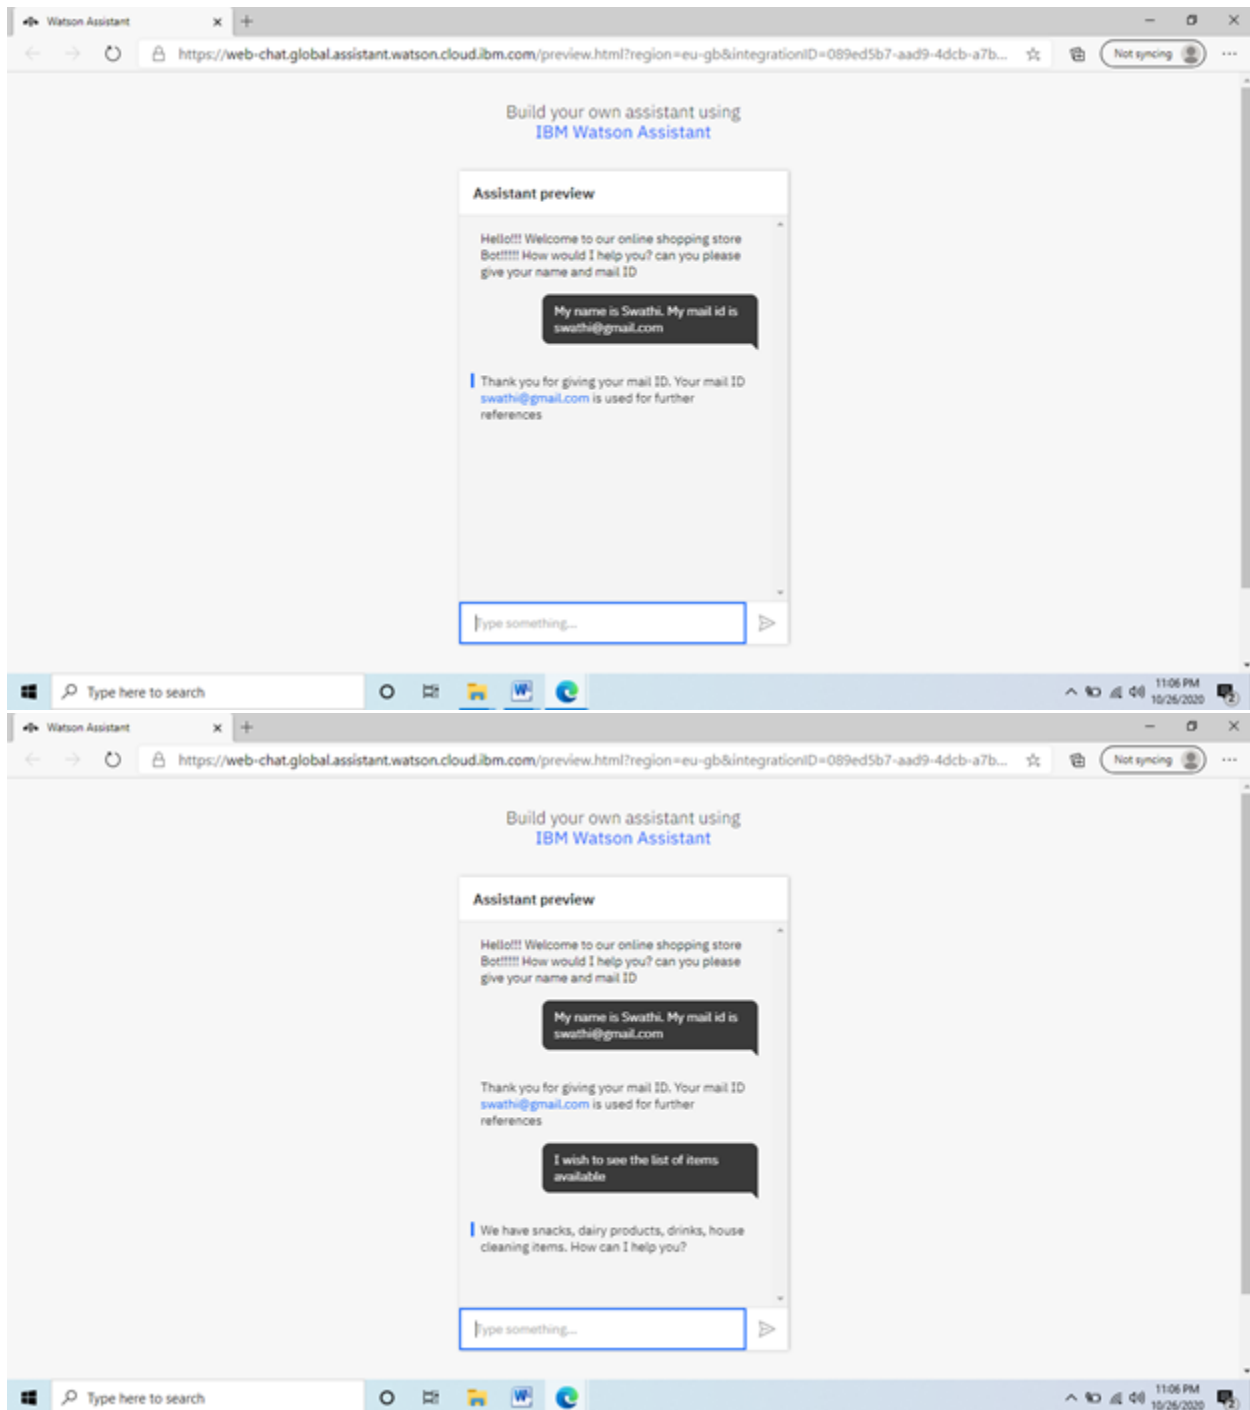 Watson Assistant
https://web-chat.global.assistant.watson.cloud.ibm.com/preview.html?region=eu-gb&integrationID=089ed5b7-aad9-4dcb-a7b...
Not syncing
Build your own assistant using
IBM Watson Assistant
Assistant preview
Hello!!! Welcome to our online shopping store
Bot!!!!! How would I help you? can you please
give your name and mail ID
My name is Swathi. My mail id is
swathi@gmail.com
Thank you for giving your mail ID. Your mail ID
swathi@gmail.com is used for further
references
Type something...
Type here to search
11:06 PM
10/26/2020
2
Watson Assistant
https://web-chat.global.assistant.watson.cloud.ibm.com/preview.html?region=eu-gb&integrationID=089ed5b7-aad9-4dcb-a7b...
Not syncing
Build your own assistant using
IBM Watson Assistant
Assistant preview
Hello!!! Welcome to our online shopping store
Bot!!!!! How would I help you? can you please
give your name and mail ID
My name is Swathi. My mail id is
swathi@gmail.com
Thank you for giving your mail ID. Your mail ID
swathi@gmail.com is used for further
references
I wish to see the list of items
available
We have snacks, dairy products, drinks, house
cleaning items. How can I help you?
Type something...
Type here to search
11:06 PM
10/26/2020
2